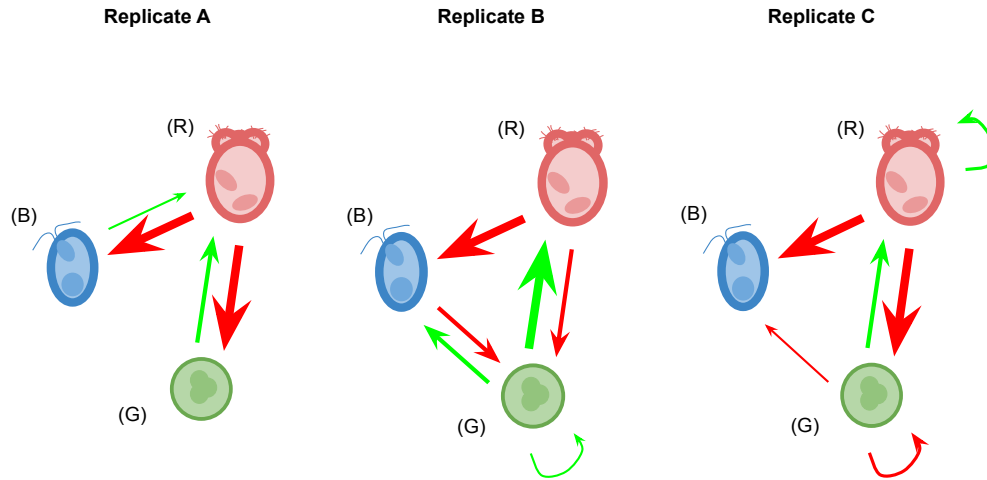 Replicate A
Replicate B
Replicate C
(R)
(R)
(R)
(B)
(B)
(B)
(G)
(G)
(G)